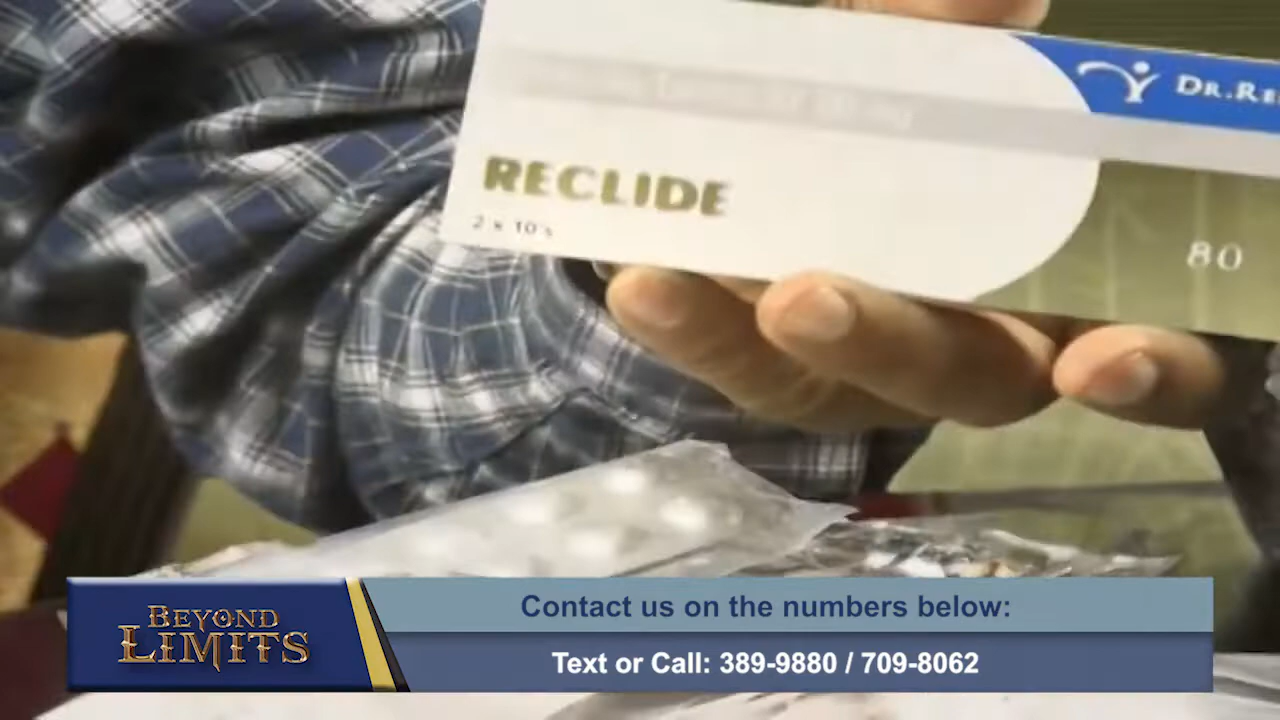 DR.RE
RECLIDE
2 x 10's
80
BEYOND
LIMITS
Contact us on the numbers below:
Text or Call: 389-9880 / 709-8062